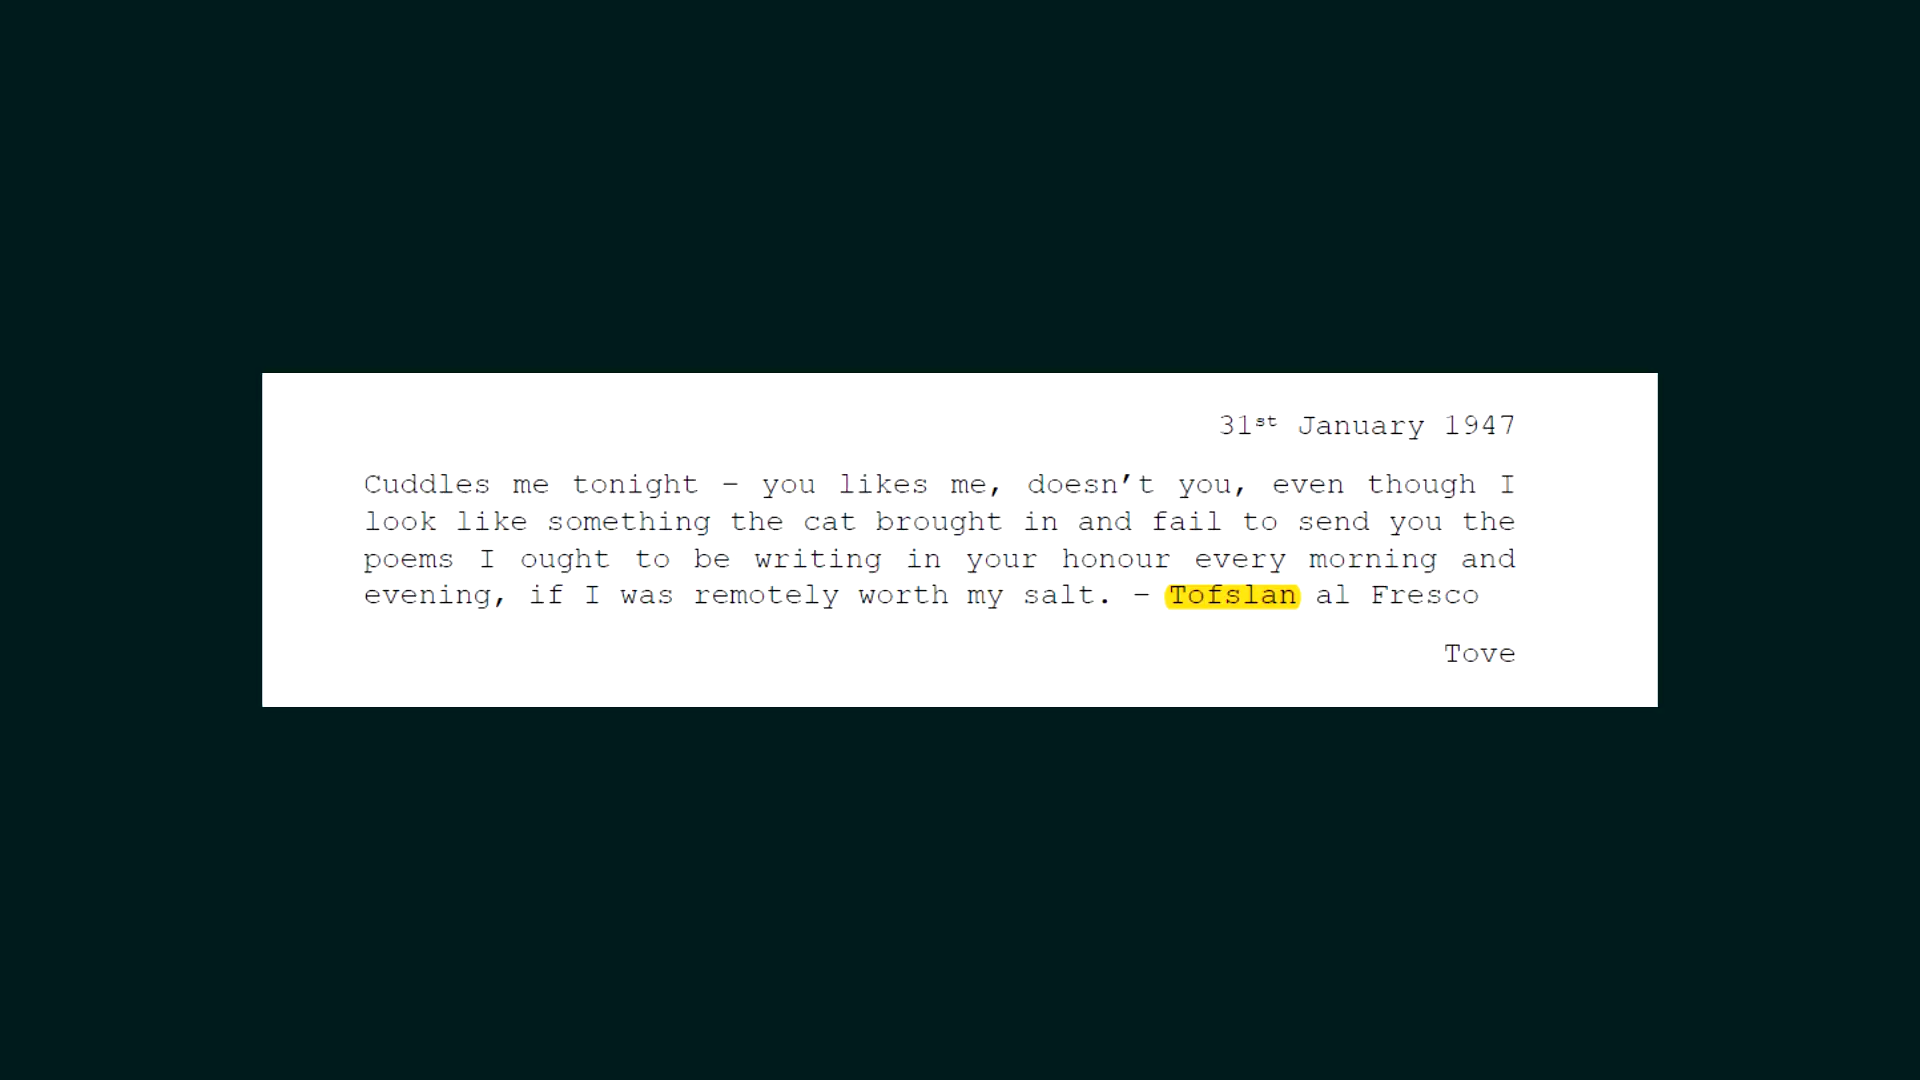 31st January 1947
Cuddles me tonight – you likes me, doesn’t you, even though I
look like something the cat brought in and fail to send you the
poems I ought to be writing in your honour every morning and
evening, if I was remotely worth my salt. – Tofslan al Fresco
Tove